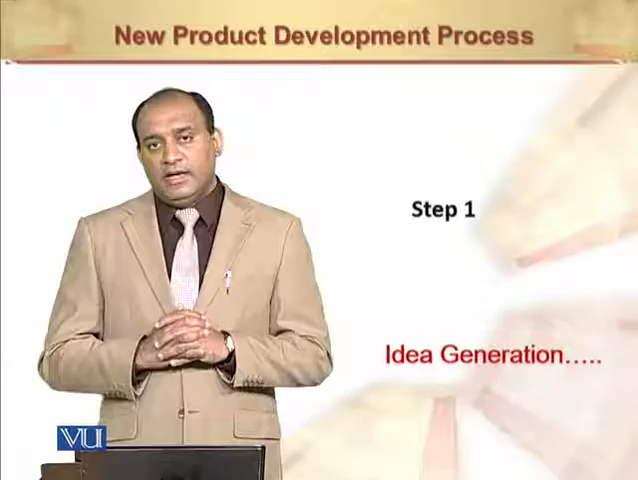 New Product Development Process
Step 1
Idea Generation…..
VU